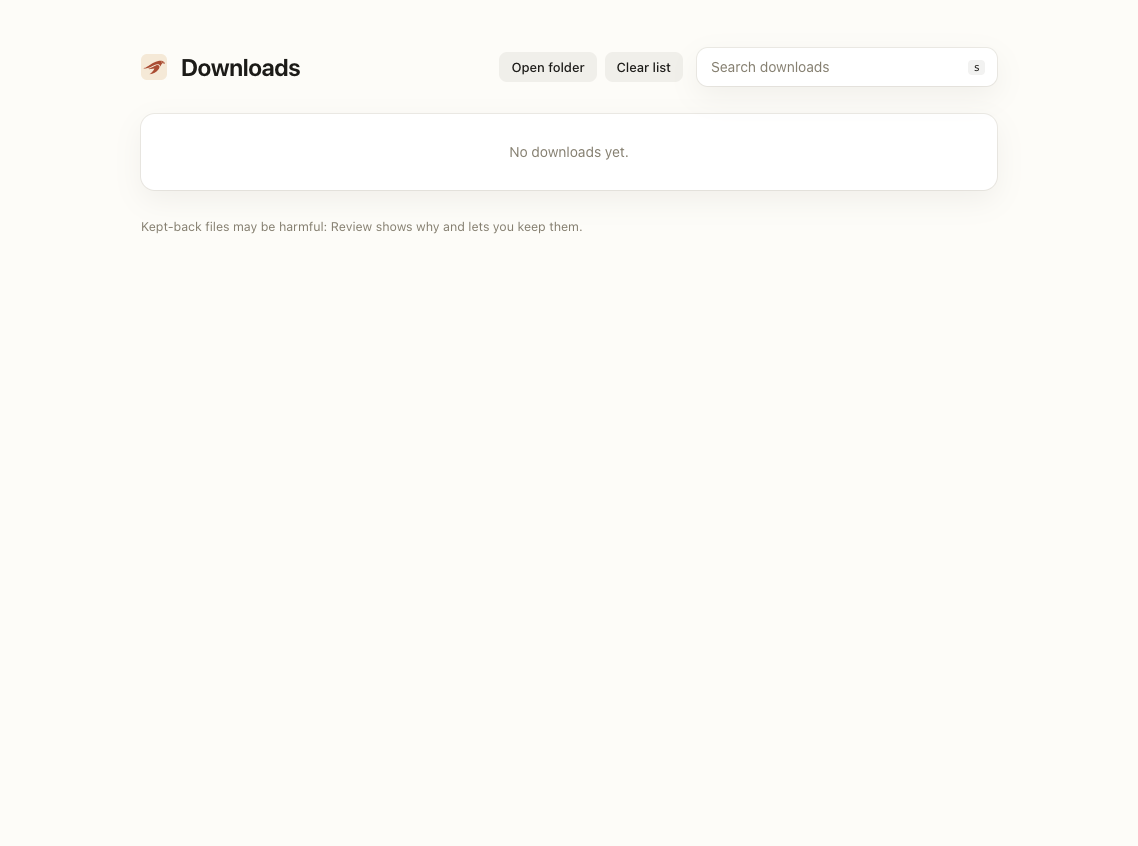 Downloads
Open folder
Clear list
Search downloads
s
No downloads yet.
Kept-back files may be harmful: Review shows why and lets you keep them.